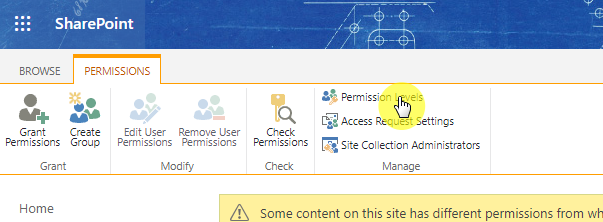 SharePoint
BROWSE
PERMISSIONS
Grant
Permissions
Create
Group
Edit User
Permissions
Remove User
Permissions
Check
Permissions
Permission Levels
Access Request Settings
Site Collection Administrators
Grant
Modify
Check
Manage
Home
Some content on this site has different permissions from